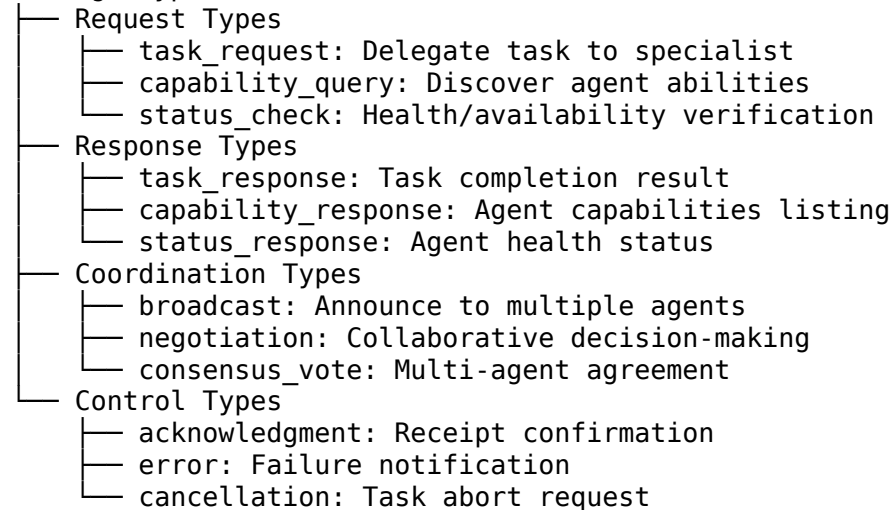 ├── Request Types
│   ├── task_request: Delegate task to specialist
│   ├── capability_query: Discover agent abilities
│   └── status_check: Health/availability verification
├── Response Types
│   ├── task_response: Task completion result
│   ├── capability_response: Agent capabilities listing
│   └── status_response: Agent health status
├── Coordination Types
│   ├── broadcast: Announce to multiple agents
│   ├── negotiation: Collaborative decision-making
│   └── consensus_vote: Multi-agent agreement
└── Control Types
    ├── acknowledgment: Receipt confirmation
    ├── error: Failure notification
    └── cancellation: Task abort request